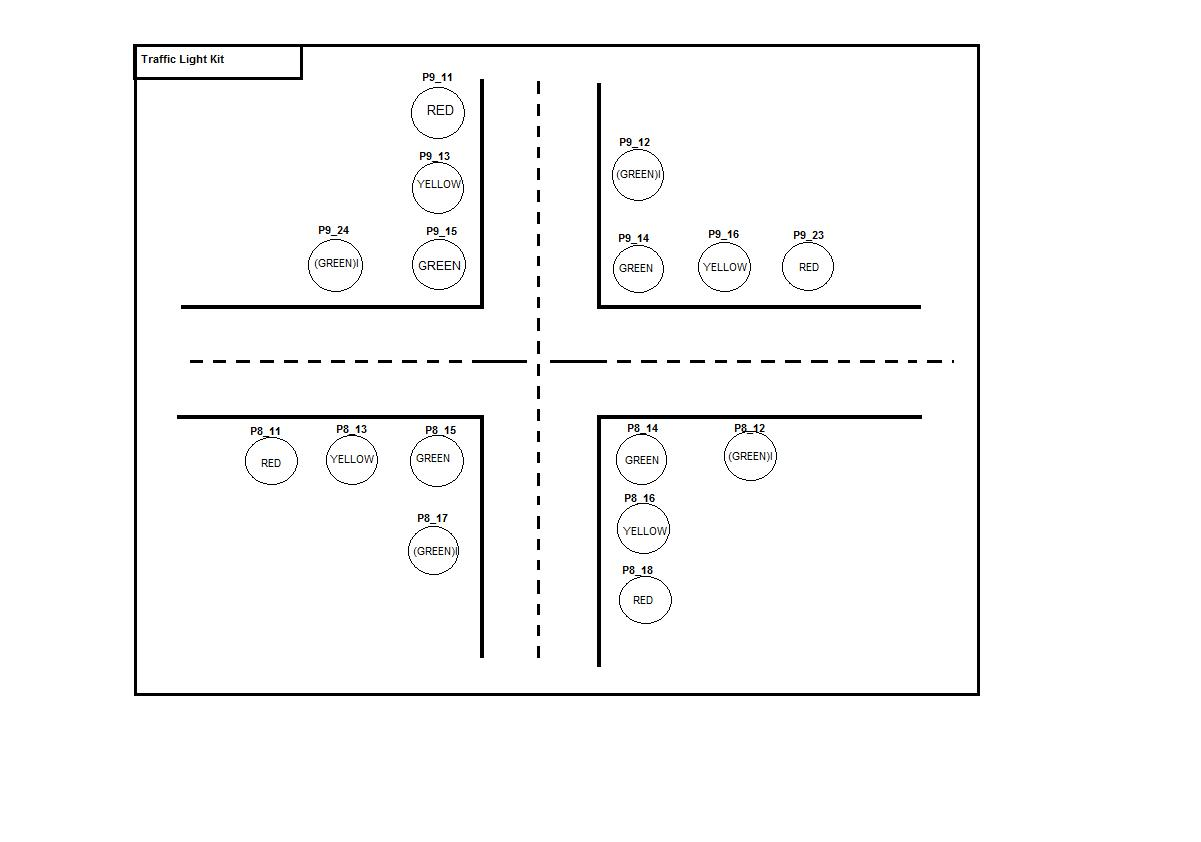 Traffic Light Kit
P9_11
RED
P9_13
YELLOW
P9_24
(GREEN)I
P9_15
GREEN
P9_12
(GREEN)I
P9_14
GREEN
P9_16
YELLOW
P9_23
RED
P8_11
RED
P8_13
YELLOW
P8_15
GREEN
P8_17
(GREEN)I
P8_14
GREEN
P8_12
(GREEN)I
P8_16
YELLOW
P8_18
RED